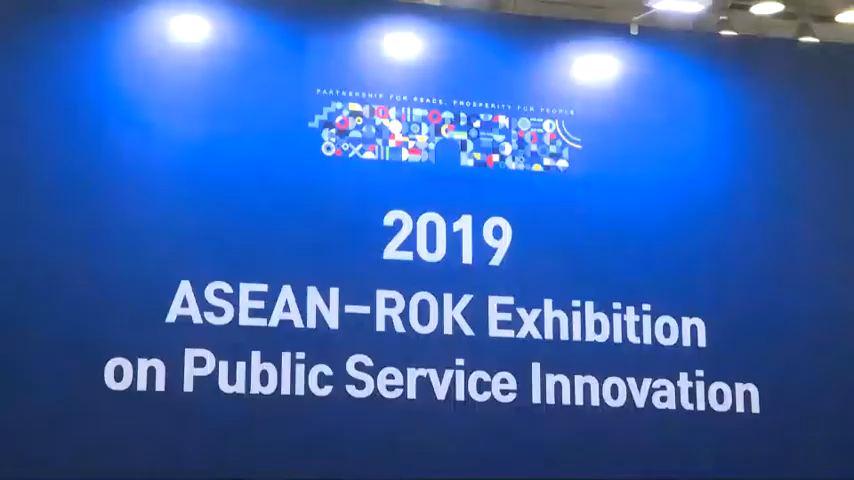 PARTNERSHIP FOR PEACE, PROSPERITY FOR PEOPLE
2019
ASEAN–ROK Exhibition
on Public Service Innovation